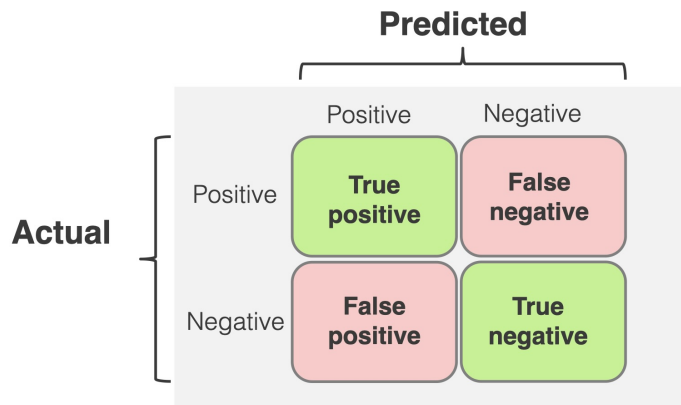 Predicted
Positive Negative
Positive
True
positive
False
negative
Actual
Negative
False
positive
True
negative